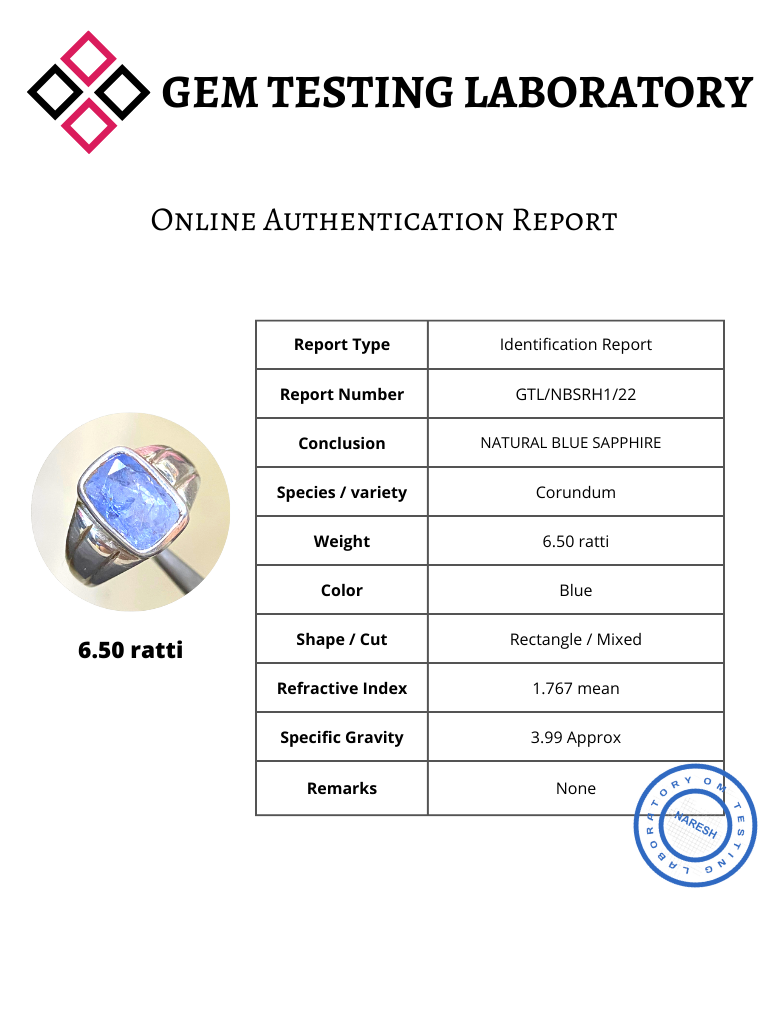 GEM TESTING LABORATORY
Online Authentication Report
Report Type Identification Report
Report Number GTL/NBSRH1/22
Conclusion NATURAL BLUE SAPPHIRE
Species / variety Corundum
Weight 6.50 ratti
Color Blue
Shape / Cut Rectangle / Mixed
Refractive Index 1.767 mean
Specific Gravity 3.99 Approx
Remarks None
6.50 ratti
OM TESTING LABORATORY
NARESH